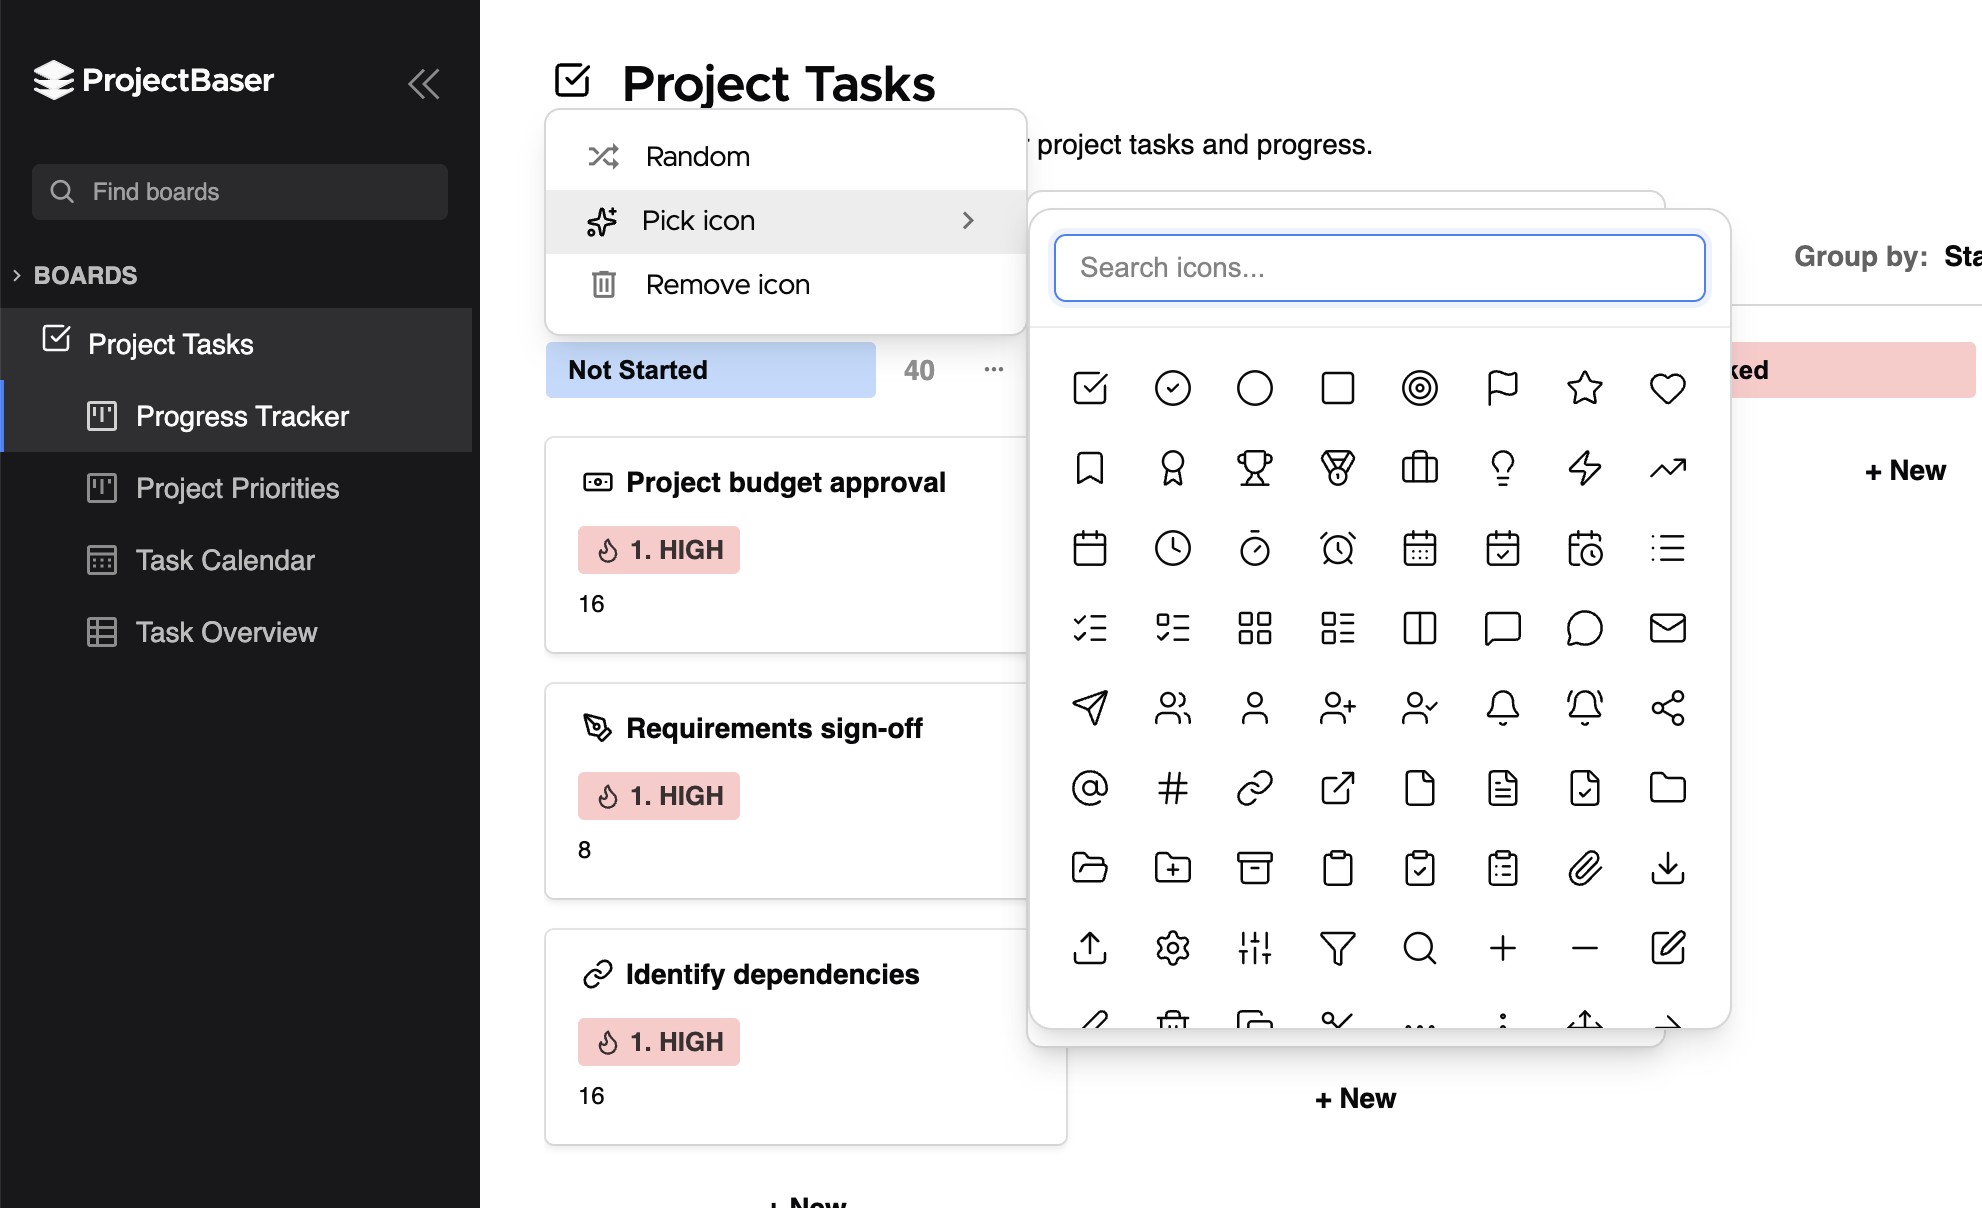 ProjectBaser
Find boards
BOARDS
Project Tasks
Progress Tracker
Project Priorities
Task Calendar
Task Overview
Project Tasks
project tasks and progress.
Random
Pick icon
Remove icon
Search icons...
Group by: Sta
Not Started 40 ...
ked
+ New
Project budget approval
1. HIGH
16
Requirements sign-off
1. HIGH
8
Identify dependencies
1. HIGH
16
+ New
+ New